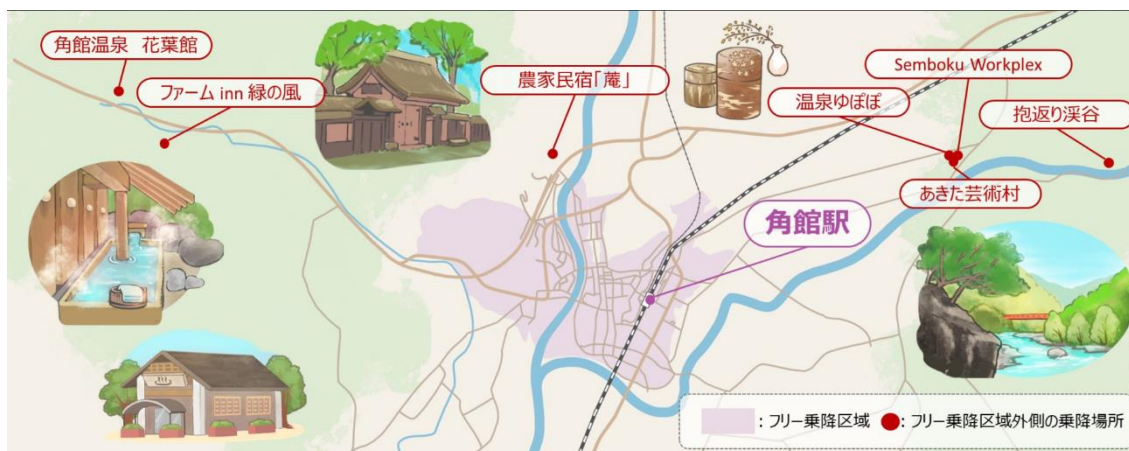 角館温泉 花葉館
ファーム inn 緑の風
農家民宿「菴」
Semboku Workplex
温泉ゆぽぽ
抱返り渓谷
あきた芸術村
角館駅
：フリー乗降区域 ：フリー乗降区域外側の乗降場所